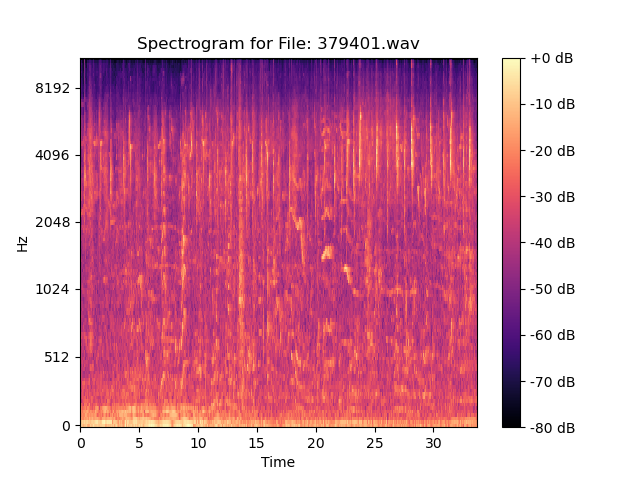 Spectrogram for File: 379401.wav
Hz
8192
4096
2048
1024
512
0
0 5 10 15 20 25 30
Time
+0 dB
-10 dB
-20 dB
-30 dB
-40 dB
-50 dB
-60 dB
-70 dB
-80 dB